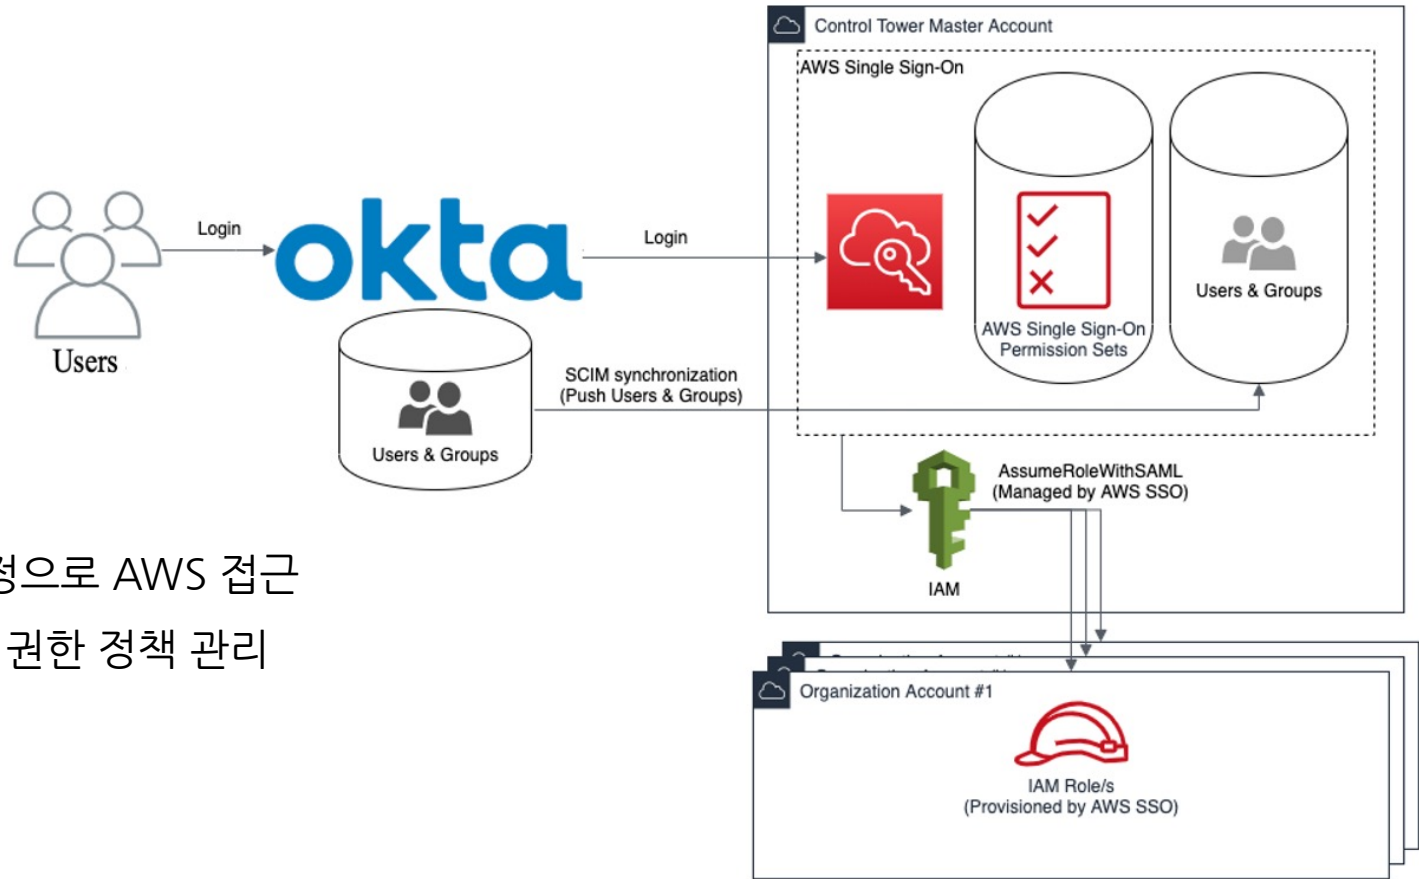 Control Tower Master Account
AWS Single Sign-On
Login
okta
Login
Users
Users & Groups
AWS Single Sign-On
Permission Sets
Users & Groups
SCIM synchronization
(Push Users & Groups)
AssumeRoleWithSAML
(Managed by AWS SSO)
IAM
정으로 AWS 접근
권한 정책 관리
Organization Account #1
IAM Role/s
(Provisioned by AWS SSO)